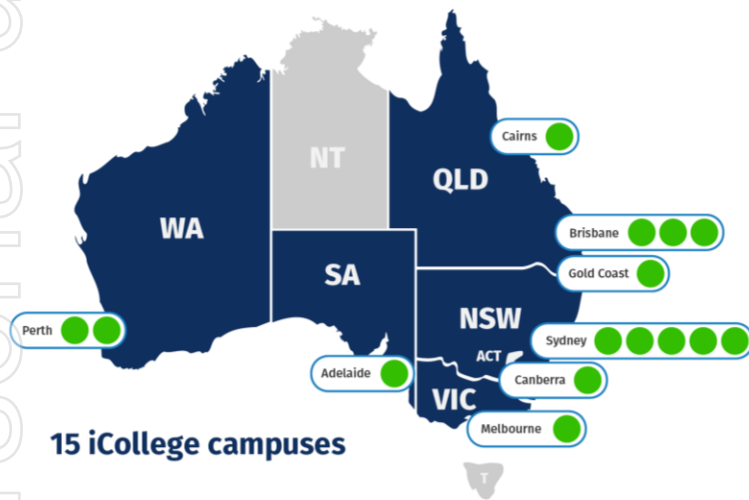 Cairns
NT
QLD
WA
Brisbane
Gold Coast
SA
NSW
Perth
Sydney
ACT
Adelaide
Canberra
VIC
Melbourne
15 iCollege campuses
T